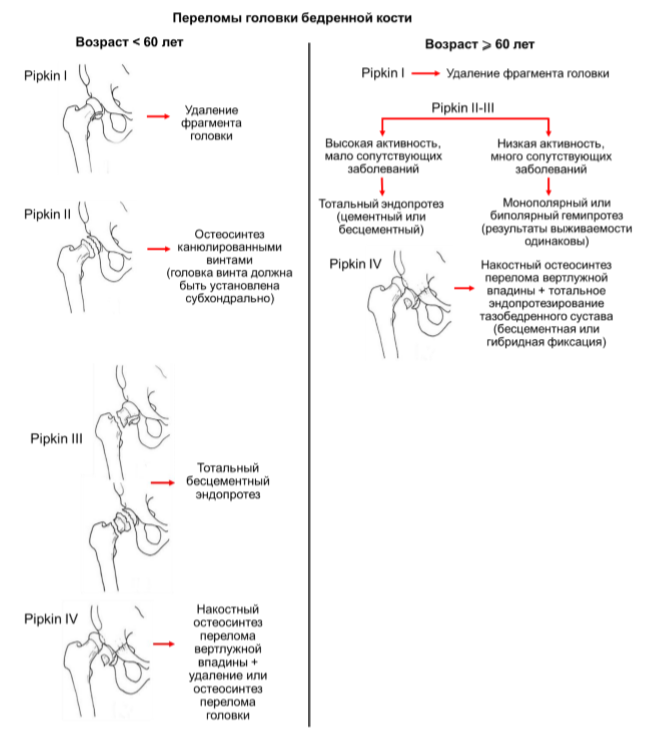 Переломы головки бедренной кости
Возраст < 60 лет
Pipkin I
Удаление
фрагмента
головки
Pipkin II
Остеосинтез
канюлированными
винтами
(головка винта должна
быть установлена
субхондрально)
Pipkin III
Тотальный
бесцементный
эндопротез
Pipkin IV
Накостный
остеосинтез
перелома
вертлужной
впадины +
удаление или
остеосинтез
перелома
головки
Возраст ⩾ 60 лет
Pipkin I
Удаление фрагмента головки
Pipkin II-III
Высокая активность,
мало сопутствующих
заболеваний
Тотальный эндопротез
(цементный или
бесцементный)
Низкая активность,
много сопутствующих
заболеваний
Монополярный или
биполярный гемипротез
(результаты выживаемости
одинаковы)
Pipkin IV
Накостный остеосинтез
перелома вертлужной
впадины + тотальное
эндопротезирование
тазобедренного сустава
(бесцементная или
гибридная фиксация)